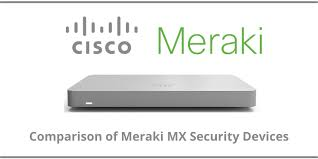 CISCO Meraki
Comparison of Meraki MX Security Devices